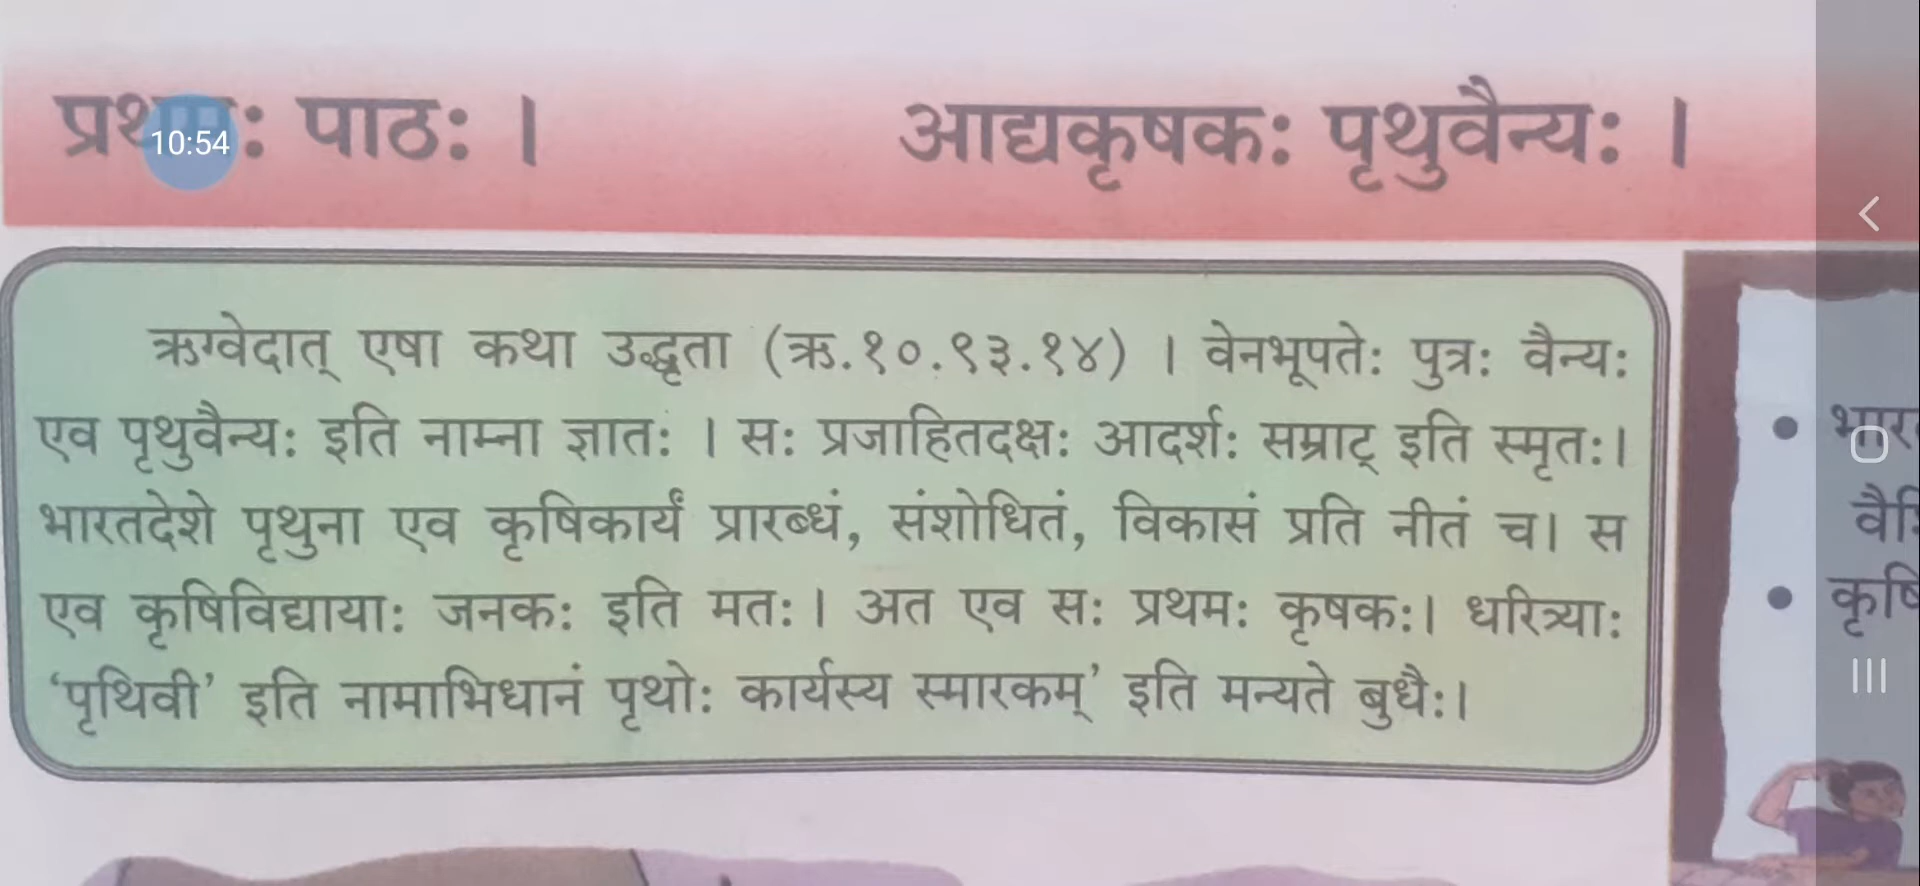 पाठः । आद्यकृषकः पृथुवैन्यः ।
10:54
ऋग्वेदात् एषा कथा उद्धृता (ऋ.१०.९३.१४) । वेनभूपतेः पुत्रः वैन्यः
एव पृथुवैन्यः इति नाम्ना ज्ञातः । सः प्रजाहितदक्षः आदर्शः सम्राट् इति स्मृतः।
भारतदेशे पृथुना एव कृषिकार्यं प्रारब्धं, संशोधितं, विकासं प्रति नीतं च। स
एव कृषिविद्यायाः जनकः इति मतः। अत एव सः प्रथमः कृषकः। धरित्र्याः
‘पृथिवी’ इति नामाभिधानं पृथोः कार्यस्य स्मारकम्’ इति मन्यते बुधैः।